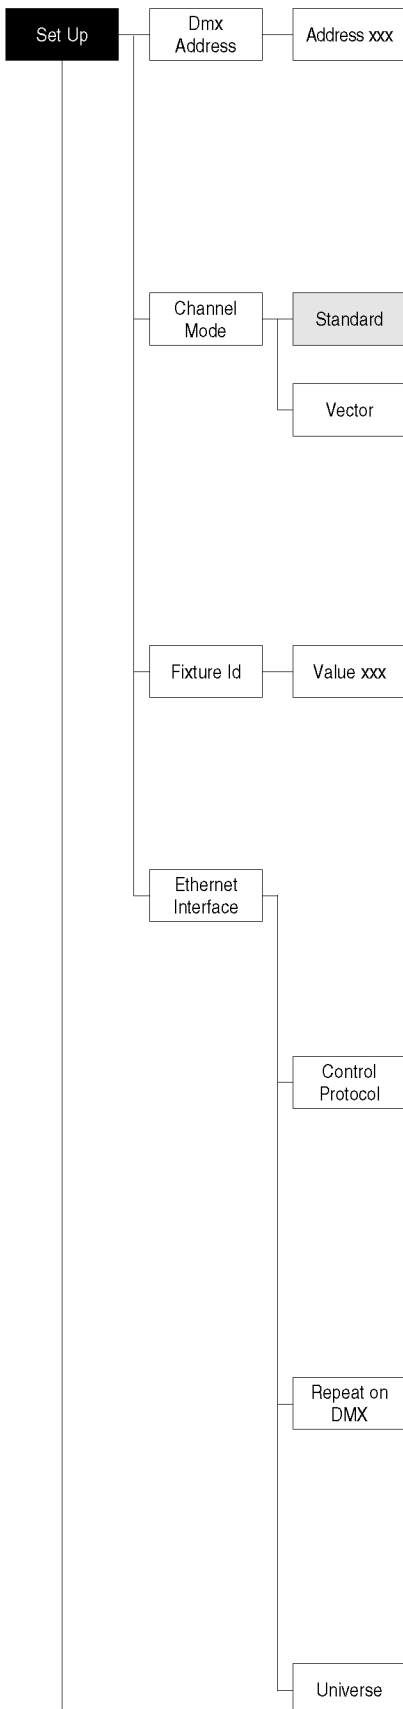 Set Up
Dmx
Address
Address xxx
Channel
Mode
Standard
Vector
Fixture Id
Value xxx
Ethernet
Interface
Control
Protocol
Repeat on
DMX
Universe